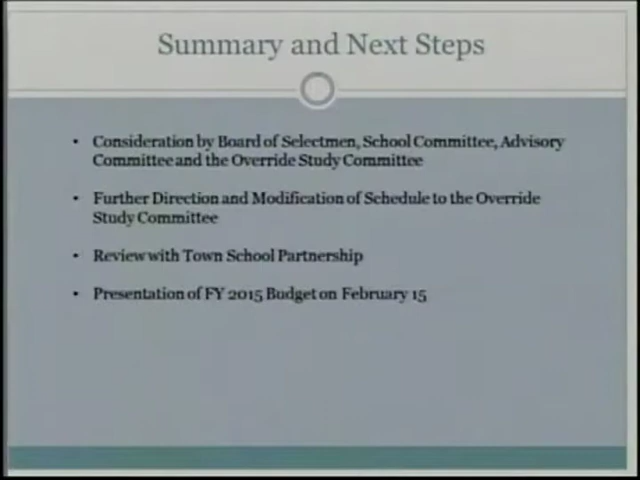 Summary and Next Steps
• Consideration by Board of Selectmen, School Committee, Advisory
Committee and the Override Study Committee
• Further Direction and Modification of Schedule to the Override
Study Committee
• Review with Town School Partnership
• Presentation of FY 2015 Budget on February 15